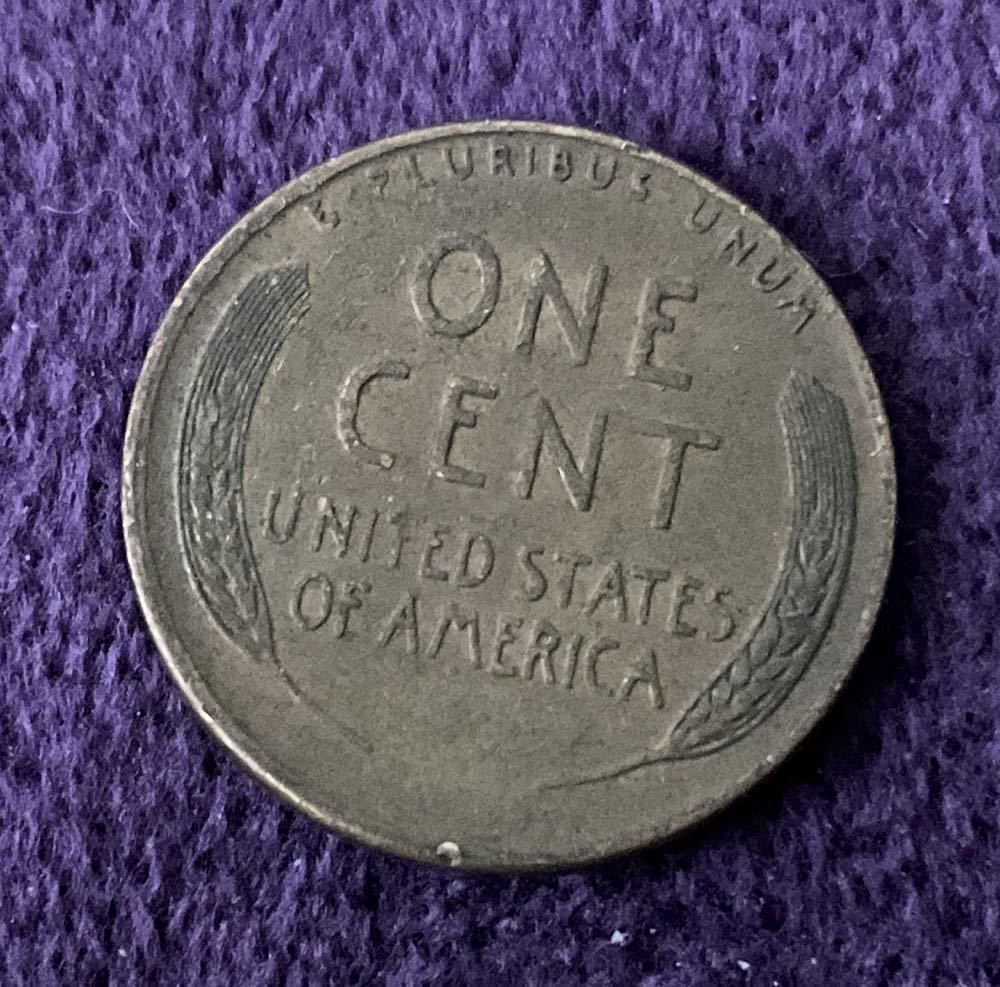 E · PLURIBUS · UNUM
ONE
CENT
UNITED STATES
OF AMERICA